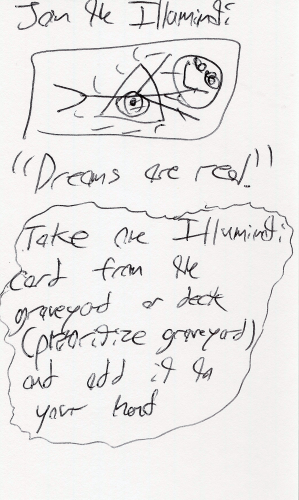 Join the Illuminati
"Dreams are real."
Take one Illuminati
card from the
graveyard or deck
(prioritize graveyard)
and add it to
your hand